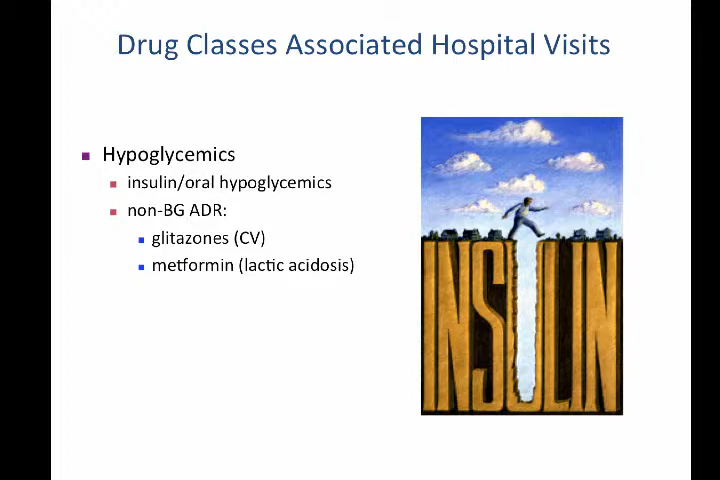 Drug Classes Associated Hospital Visits
Hypoglycemics
insulin/oral hypoglycemics
non-BG ADR:
glitazones (CV)
metformin (lactic acidosis)
INSULIN